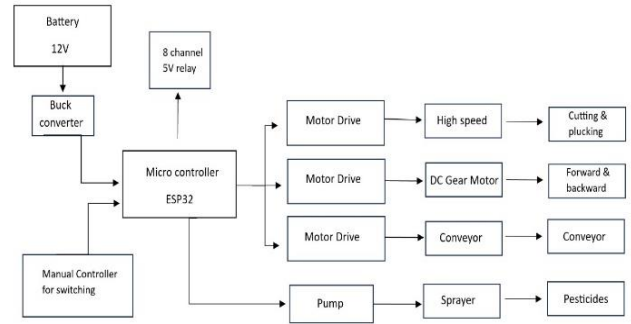 Battery
12V
8 channel
5V relay
Buck
converter
Motor Drive
High speed
Cutting &
plucking
Micro controller
ESP32
Motor Drive
DC Gear Motor
Forward &
backward
Motor Drive
Conveyor
Conveyor
Manual Controller
for switching
Pump
Sprayer
Pesticides